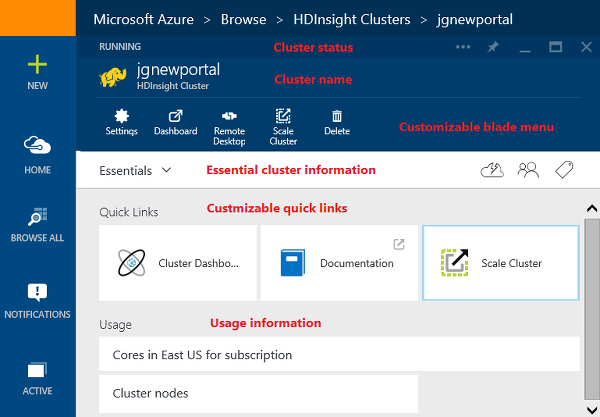 Microsoft Azure > Browse > HDInsight Clusters > jgnewportal
RUNNING
Cluster status
jgnewportal
HDInsight Cluster
Cluster name
NEW
Settings
Dashboard
Remote
Desktop
Scale
Cluster
Delete
Customizable blade menu
HOME
Essentials
Essential cluster information
BROWSE ALL
Quick Links
Custmizable quick links
Cluster Dashbo...
Documentation
Scale Cluster
NOTIFICATIONS
Usage
Usage information
Cores in East US for subscription
ACTIVE
Cluster nodes